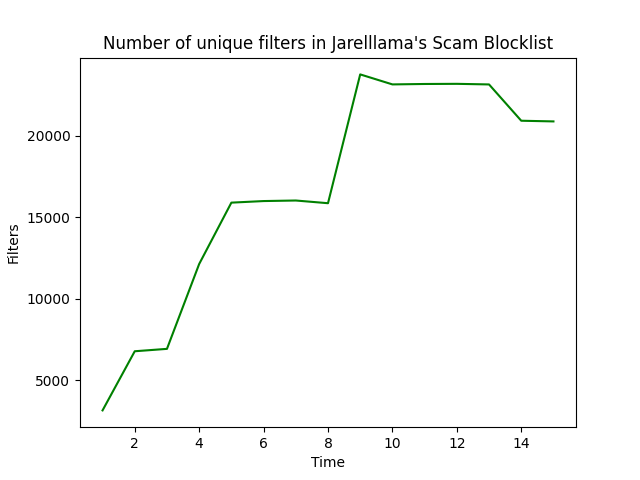 Number of unique filters in Jarelllama's Scam Blocklist
20000
15000
10000
5000
Filters
2 4 6 8 10 12 14
Time